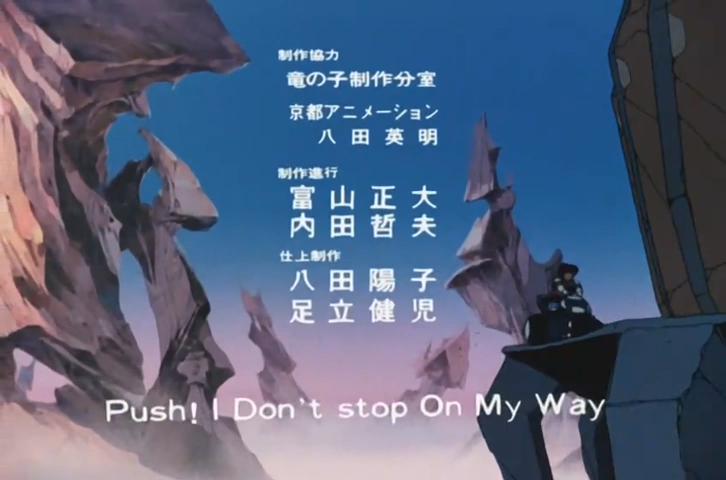 制作協力
竜の子制作分室
京都アニメーション
八田英明
制作進行
富山正大
内田哲夫
仕上制作
八田陽子
足立健児
Push! I Don't stop On My Way